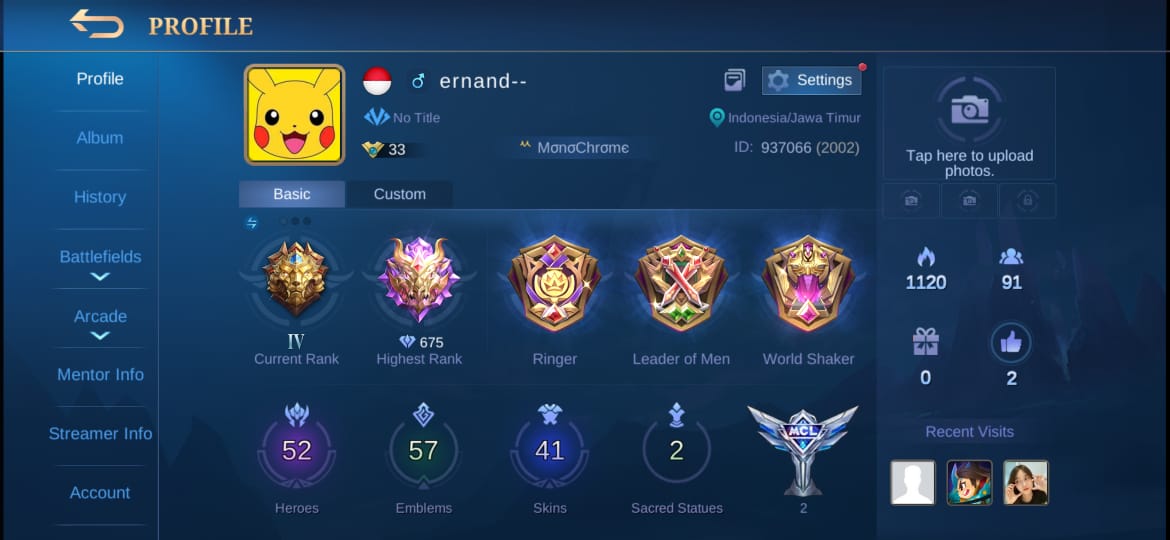 PROFILE
Profile
Album
History
Battlefields
Arcade
Mentor Info
Streamer Info
Account
ernand--
Settings
No Title
Indonesia/Jawa Timur
33
MσnσChrσmє
ID: 937066 (2002)
Basic
Custom
IV
675
Current Rank
Highest Rank
Ringer
Leader of Men
World Shaker
52
57
41
2
MCL
Heroes
Emblems
Skins
Sacred Statues
2
Tap here to upload
photos.
1120
91
0
2
Recent Visits